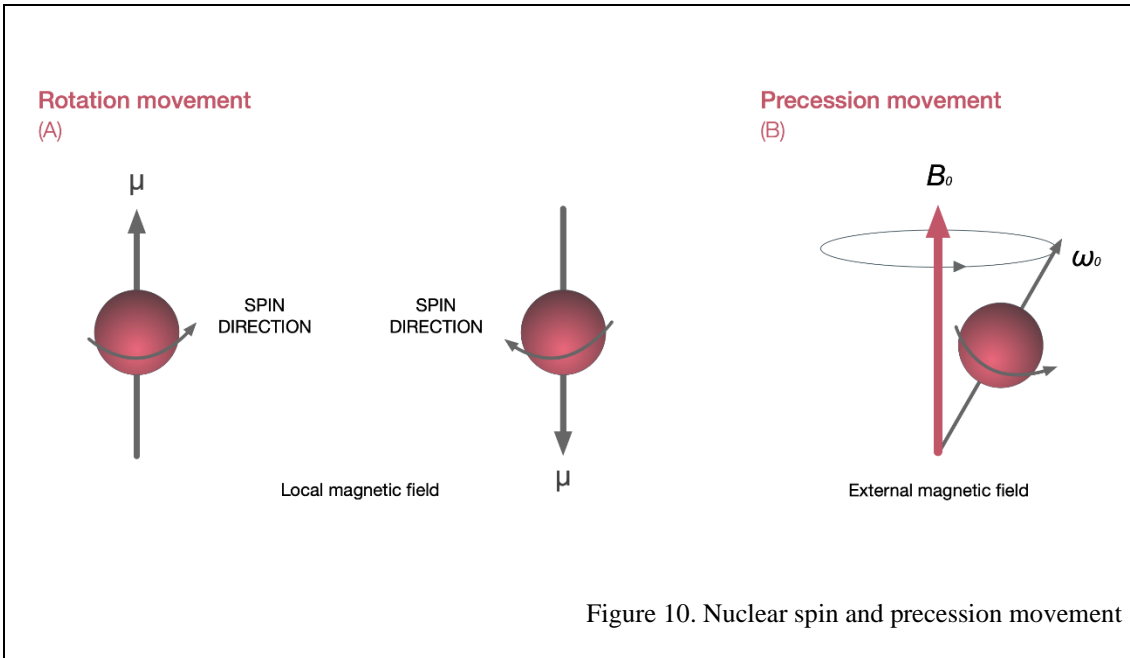 Rotation movement
(A)
μ
SPIN
DIRECTION
SPIN
DIRECTION
μ
Local magnetic field
Precession movement
(B)
B₀
ω₀
External magnetic field
Figure 10. Nuclear spin and precession movement